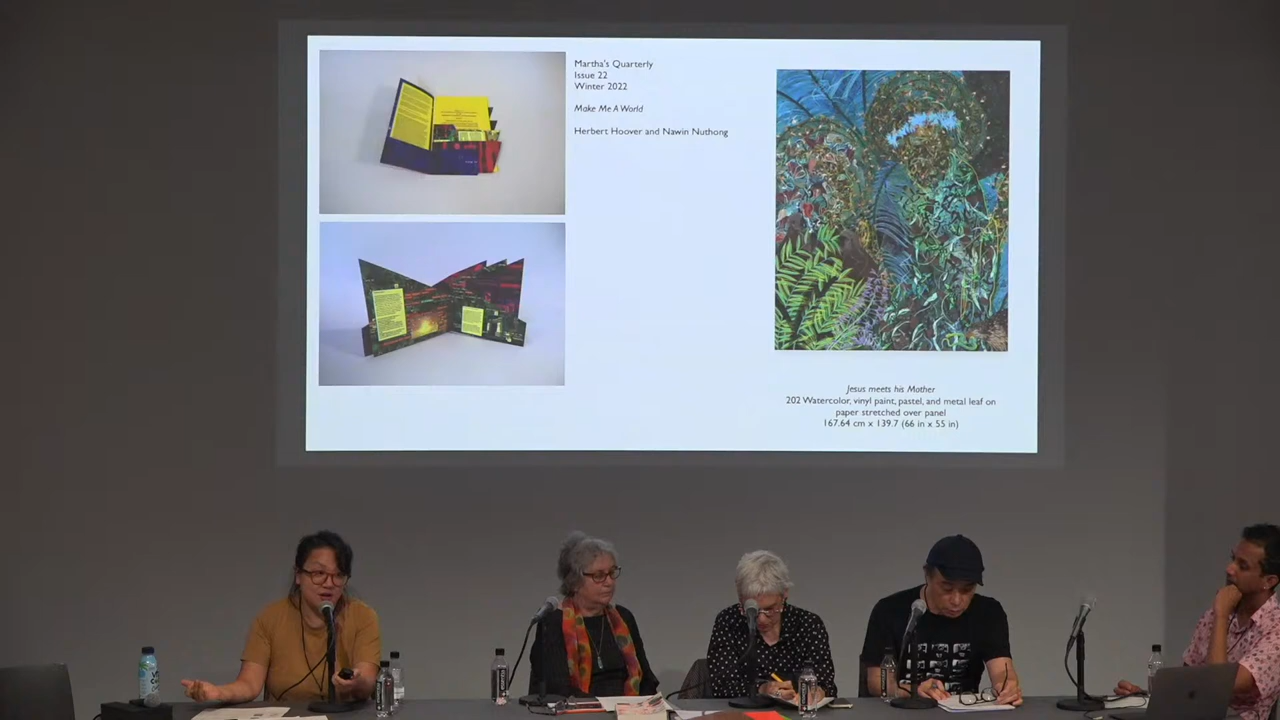 Martha's Quarterly
Issue 22
Winter 2022
Make Me A World
Herbert Hoover and Nawin Nuthong
Jesus meets his Mother
202 Watercolor, vinyl paint, pastel, and metal leaf on
paper stretched over panel
167.64 cm x 139.7 (66 in x 55 in)